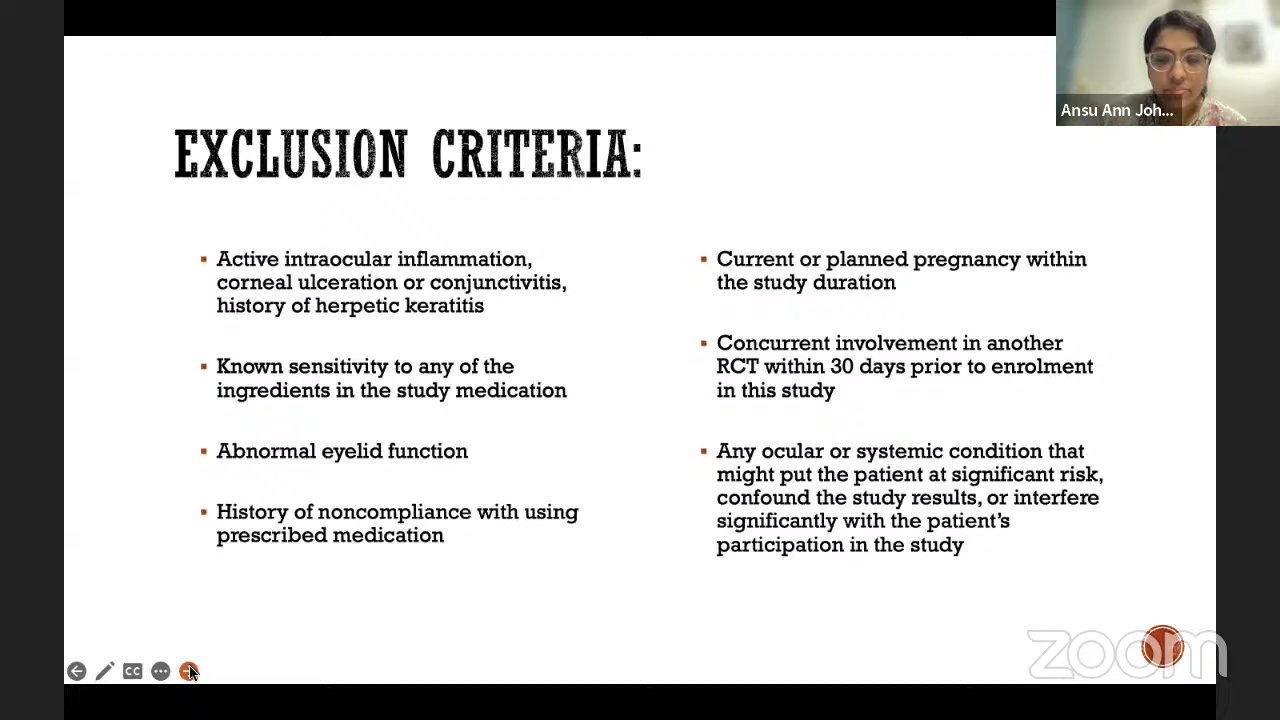 Ansu Ann Joh...
EXCLUSION CRITERIA:
▪ Active intraocular inflammation,
corneal ulceration or conjunctivitis,
history of herpetic keratitis
▪ Known sensitivity to any of the
ingredients in the study medication
▪ Abnormal eyelid function
▪ History of noncompliance with using
prescribed medication
▪ Current or planned pregnancy within
the study duration
▪ Concurrent involvement in another
RCT within 30 days prior to enrolment
in this study
▪ Any ocular or systemic condition that
might put the patient at significant risk,
confound the study results, or interfere
significantly with the patient’s
participation in the study
CC
zoom